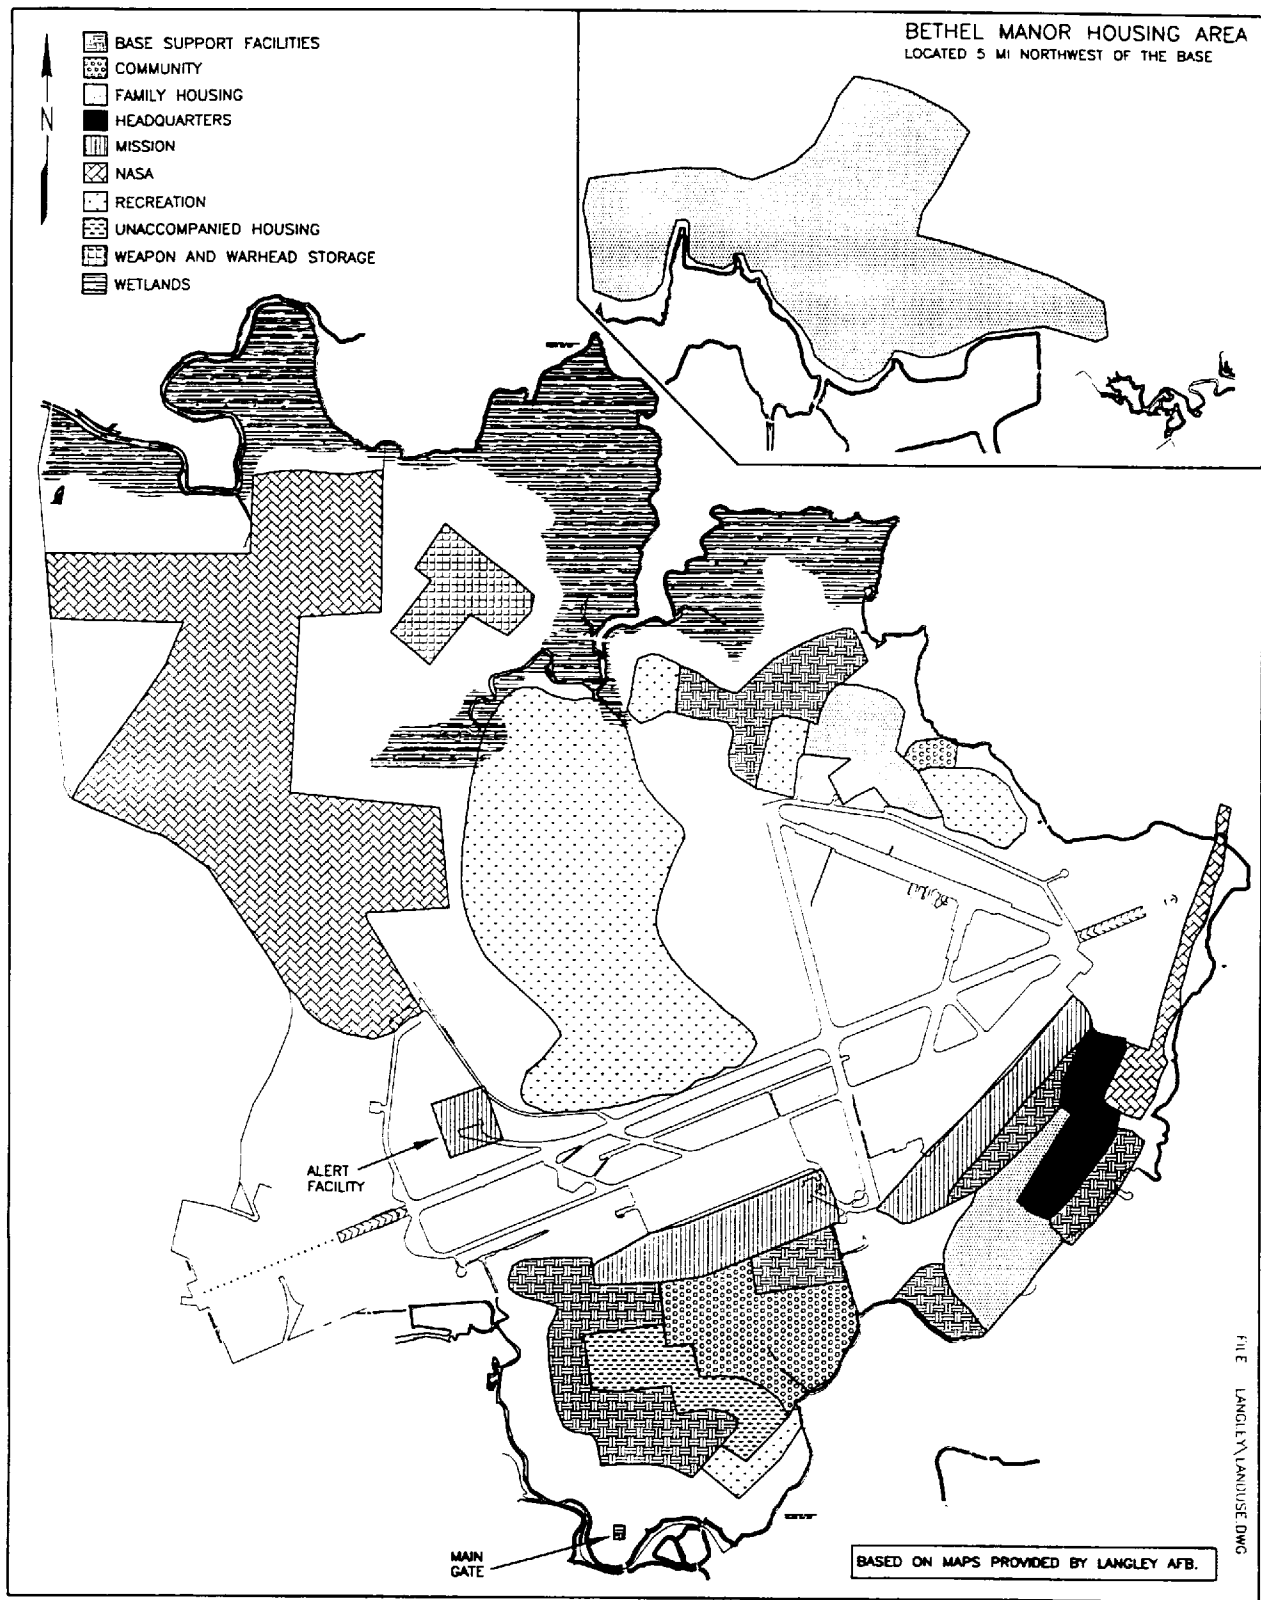 BASE SUPPORT FACILITIES
COMMUNITY
FAMILY HOUSING
HEADQUARTERS
MISSION
NASA
RECREATION
UNACCOMPANIED HOUSING
WEAPON AND WARHEAD STORAGE
WETLANDS
N
BETHEL MANOR HOUSING AREA
LOCATED 5 MI NORTHWEST OF THE BASE
ALERT
FACILITY
MAIN
GATE
BASED ON MAPS PROVIDED BY LANGLEY AFB.
FILE LANGLEY\LANDUSE.DWG